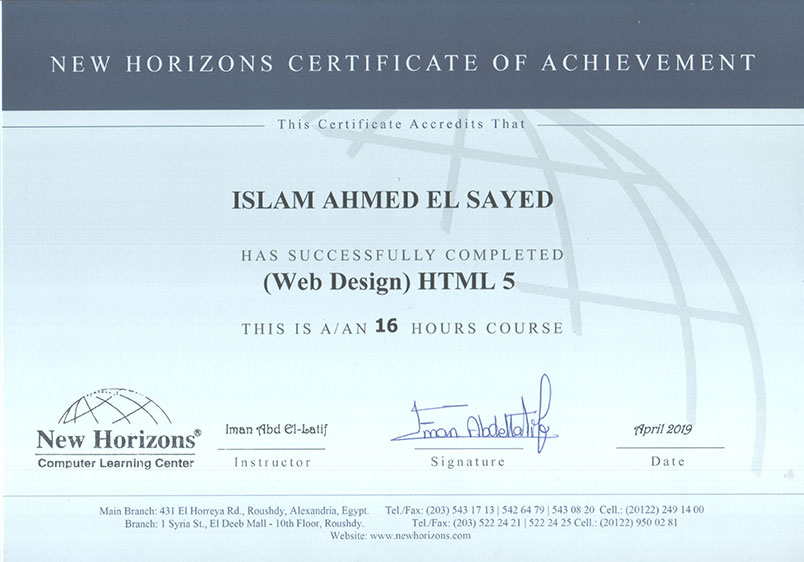 NEW HORIZONS CERTIFICATE OF ACHIEVEMENT
This Certificate Accredits That
ISLAM AHMED EL SAYED
HAS SUCCESSFULLY COMPLETED
(Web Design) HTML 5
THIS IS A/AN 16 HOURS COURSE
New Horizons®
Computer Learning Center
Iman Abd El-Latif
Instructor
Iman Abdellatif
Signature
April 2019
Date
Main Branch: 431 El Horreya Rd., Roushdy, Alexandria, Egypt. Tel./Fax: (203) 543 17 13 | 542 64 79 | 543 08 20 Cell.: (20122) 249 14 00
Branch: 1 Syria St., El Deeb Mall - 10th Floor, Roushdy. Tel./Fax: (203) 522 24 21 | 522 24 25 Cell.: (20122) 950 02 81
Website: www.newhorizons.com